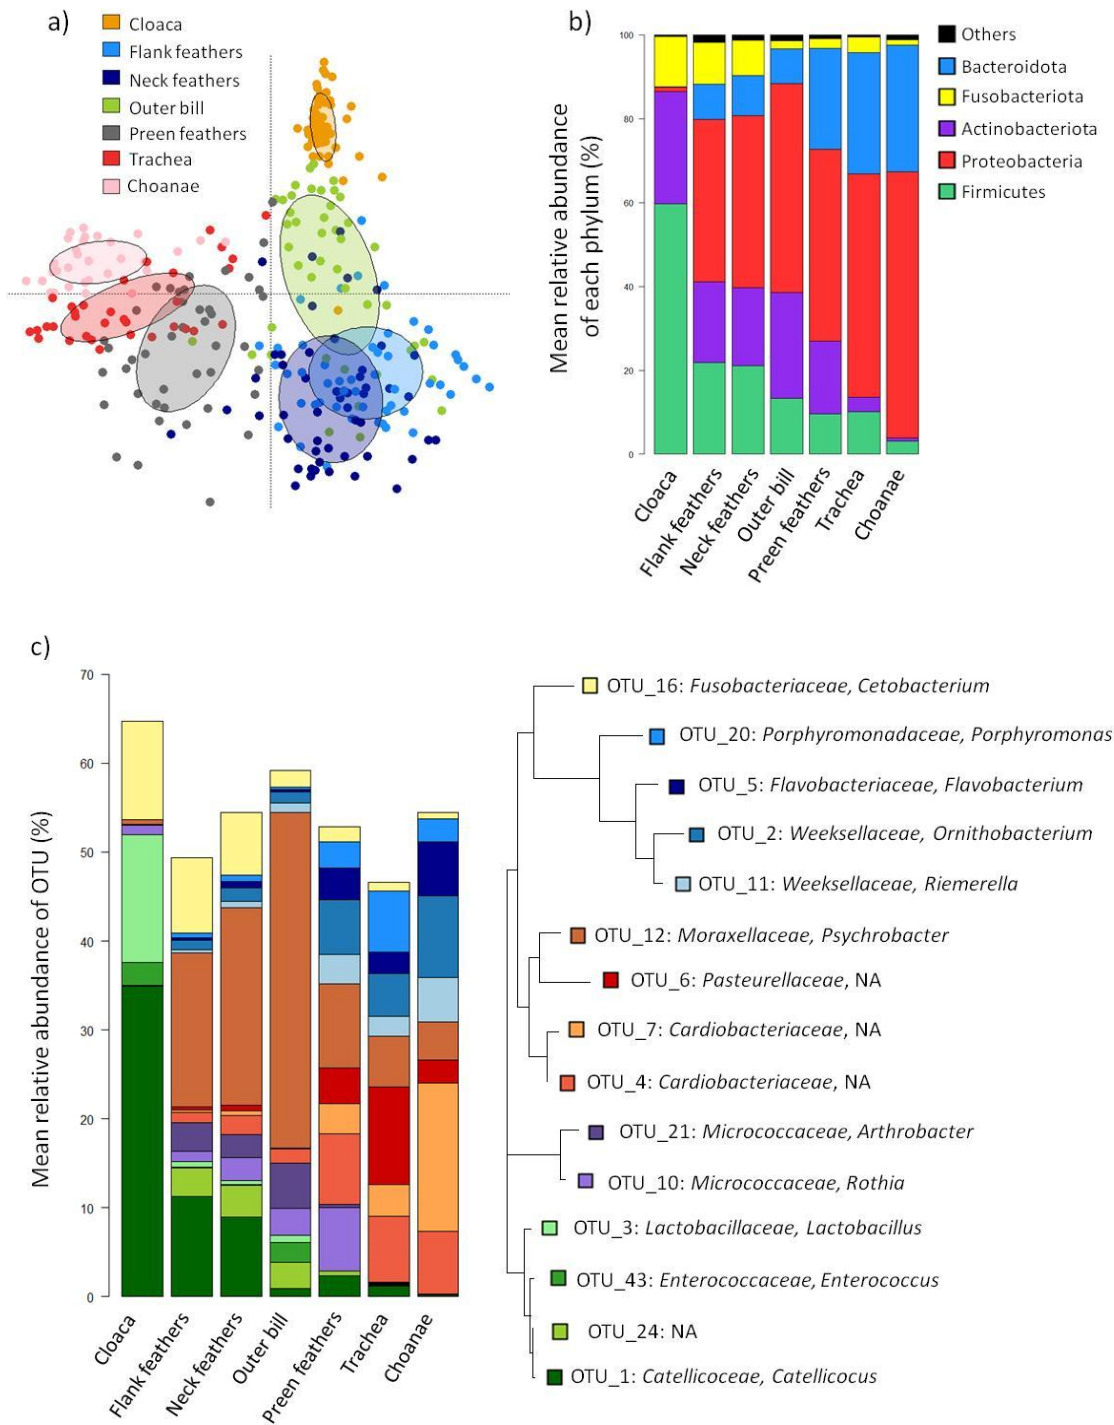 a)
Cloaca
Flank feathers
Neck feathers
Outer bill
Preen feathers
Trachea
Choanae
b)
Mean relative abundance
of each phylum (%)
100
80
60
40
20
0
Cloaca
Flank feathers
Neck feathers
Outer bill
Preen feathers
Trachea
Choanae
Others
Bacteroidota
Fusobacteriota
Actinobacteriota
Proteobacteria
Firmicutes
c)
Mean relative abundance of OTU (%)
70
60
50
40
30
20
10
0
Cloaca
Flank feathers
Neck feathers
Outer bill
Preen feathers
Trachea
Choanae
OTU_16: Fusobacteriaceae, Cetobacterium
OTU_20: Porphyromonadaceae, Porphyromonas
OTU_5: Flavobacteriaceae, Flavobacterium
OTU_2: Weeksellaceae, Ornithobacterium
OTU_11: Weeksellaceae, Riemerella
OTU_12: Moraxellaceae, Psychrobacter
OTU_6: Pasteurellaceae, NA
OTU_7: Cardiobacteriaceae, NA
OTU_4: Cardiobacteriaceae, NA
OTU_21: Micrococcaceae, Arthrobacter
OTU_10: Micrococcaceae, Rothia
OTU_3: Lactobacillaceae, Lactobacillus
OTU_43: Enterococcaceae, Enterococcus
OTU_24: NA
OTU_1: Catellicoceae, Catellicocus